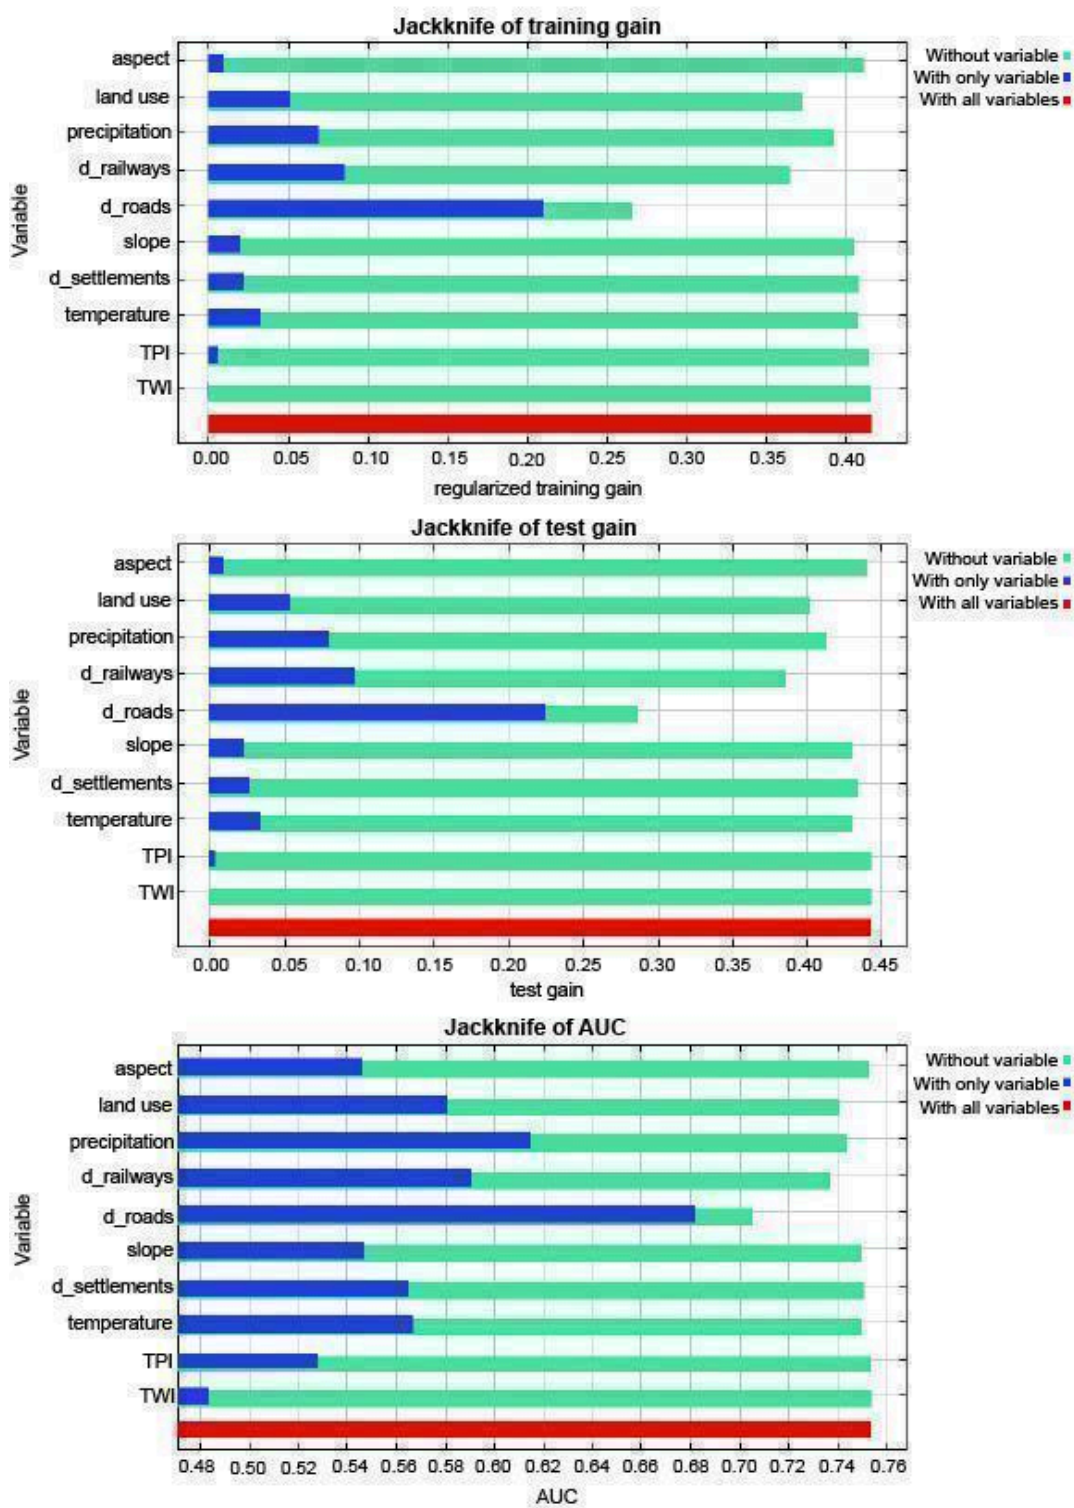 Jackknife of training gain
aspect
land use
precipitation
d_railways
d_roads
slope
d_settlements
temperature
TPI
TWI
Variable
Without variable
With only variable
With all variables
0.00 0.05 0.10 0.15 0.20 0.25 0.30 0.35 0.40
regularized training gain
Jackknife of test gain
aspect
land use
precipitation
d_railways
d_roads
slope
d_settlements
temperature
TPI
TWI
Variable
Without variable
With only variable
With all variables
0.00 0.05 0.10 0.15 0.20 0.25 0.30 0.35 0.40 0.45
test gain
Jackknife of AUC
aspect
land use
precipitation
d_railways
d_roads
slope
d_settlements
temperature
TPI
TWI
Variable
Without variable
With only variable
With all variables
0.48 0.50 0.52 0.54 0.56 0.58 0.60 0.62 0.64 0.66 0.68 0.70 0.72 0.74 0.76
AUC